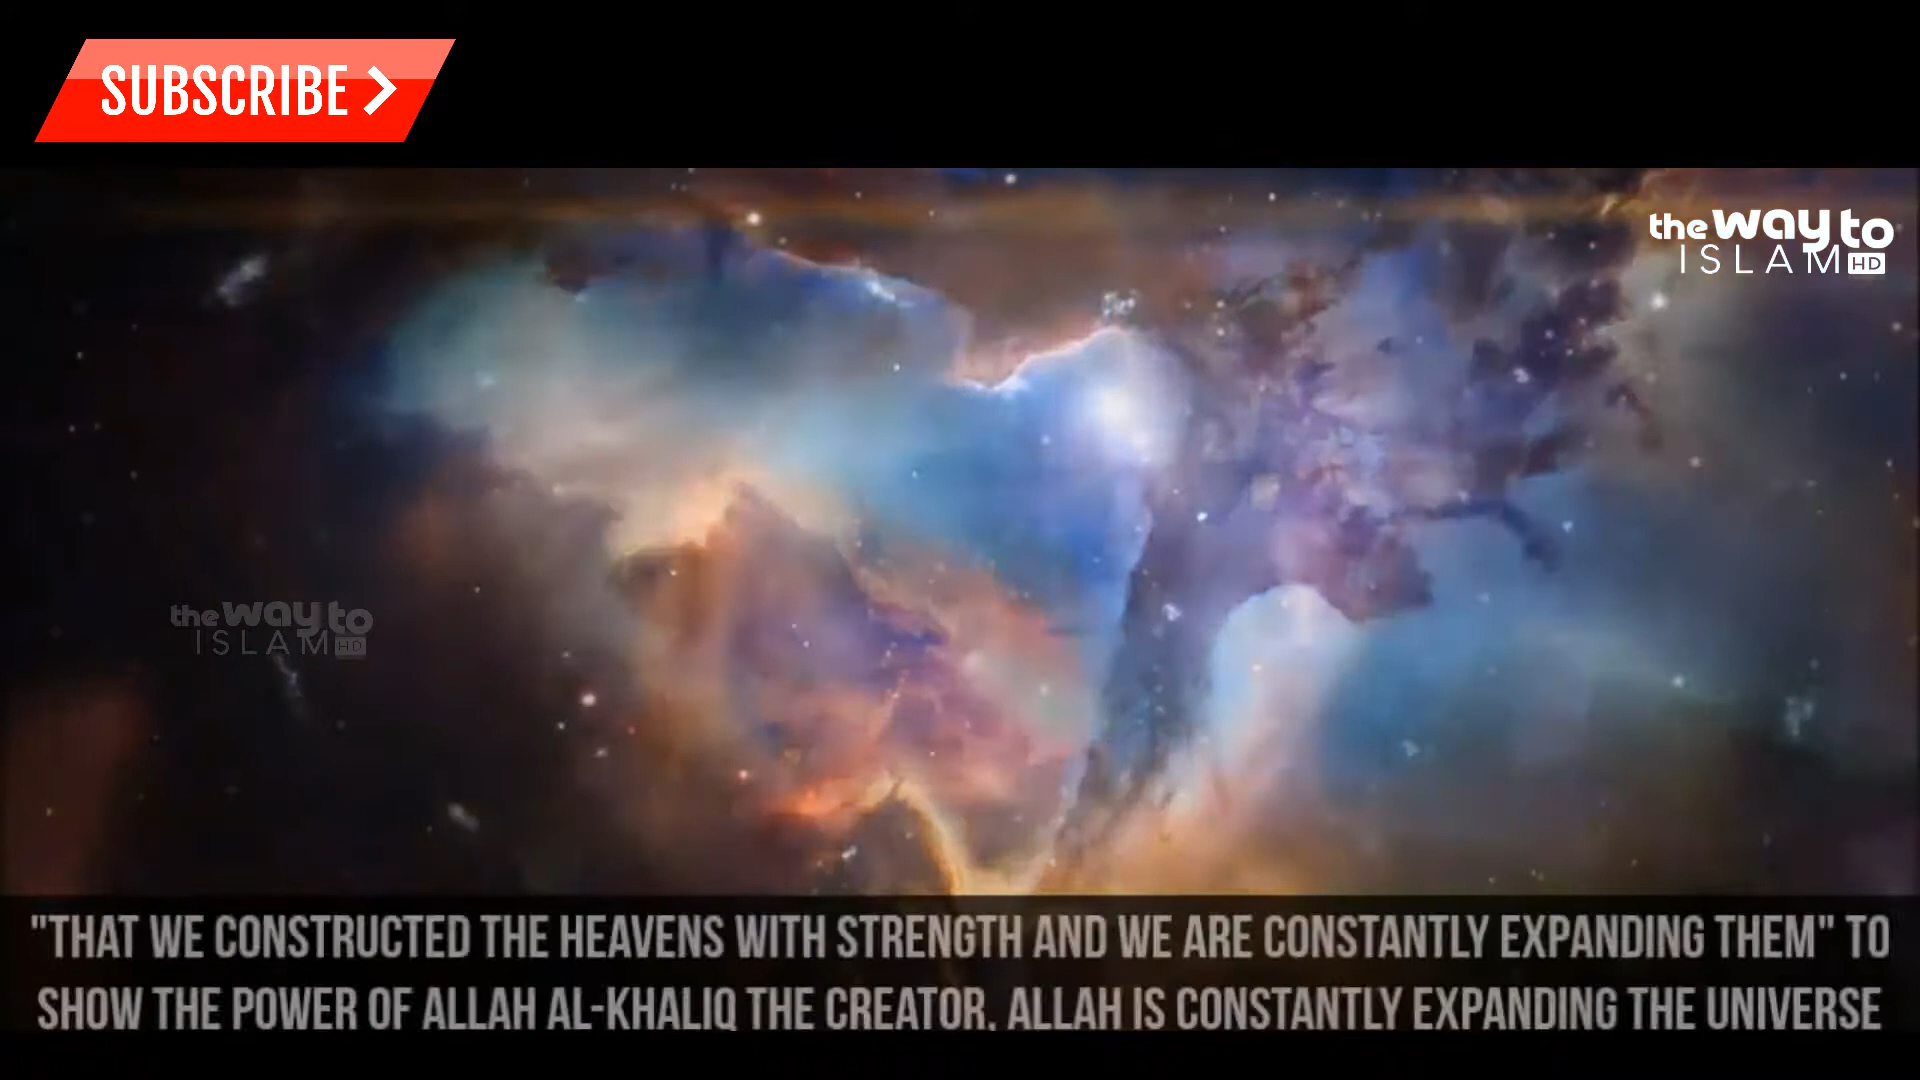 SUBSCRIBE
the way to
ISLAM HD
the way to
ISLAM HD
"THAT WE CONSTRUCTED THE HEAVENS WITH STRENGTH AND WE ARE CONSTANTLY EXPANDING THEM" TO
SHOW THE POWER OF ALLAH AL-KHALIQ THE CREATOR. ALLAH IS CONSTANTLY EXPANDING THE UNIVERSE